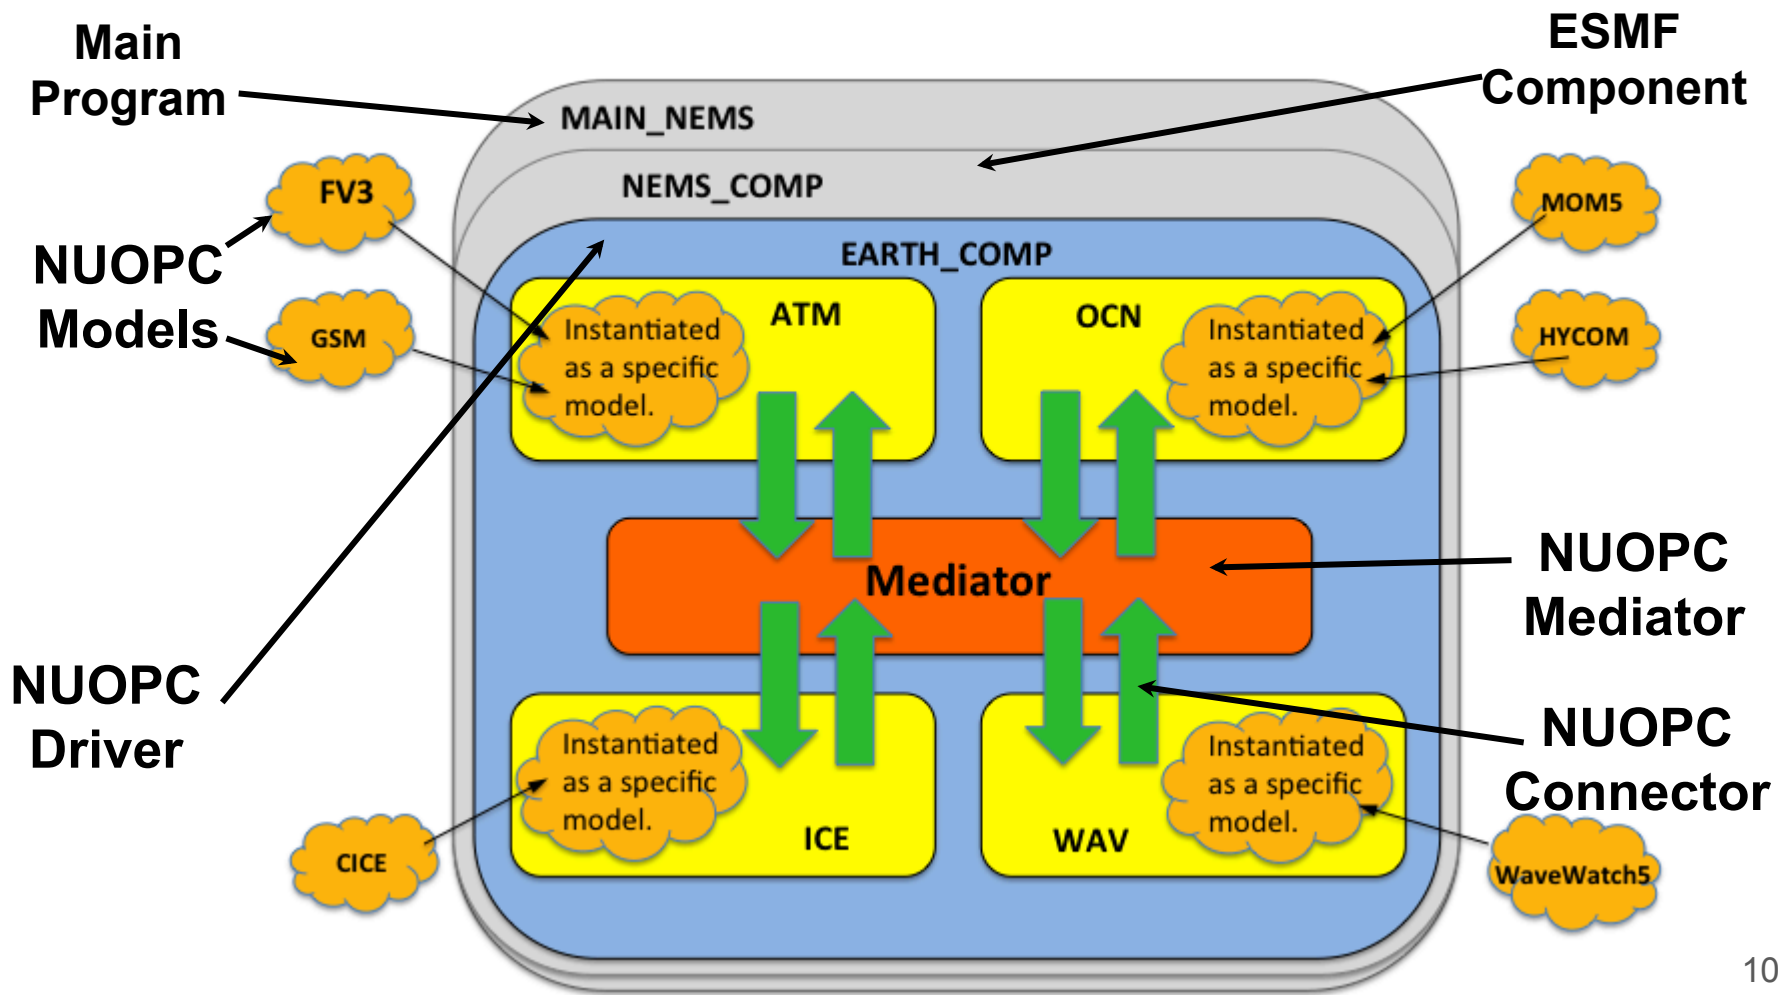 Main
Program
ESMF
Component
MAIN_NEMS
NEMS_COMP
EARTH_COMP
FV3
NUOPC
Models
GSM
MOM5
HYCOM
Instantiated
as a specific
model.
ATM
OCN
Instantiated
as a specific
model.
Mediator
NUOPC
Mediator
NUOPC
Driver
NUOPC
Connector
Instantiated
as a specific
model.
ICE
WAV
Instantiated
as a specific
model.
CICE
WaveWatch5
10